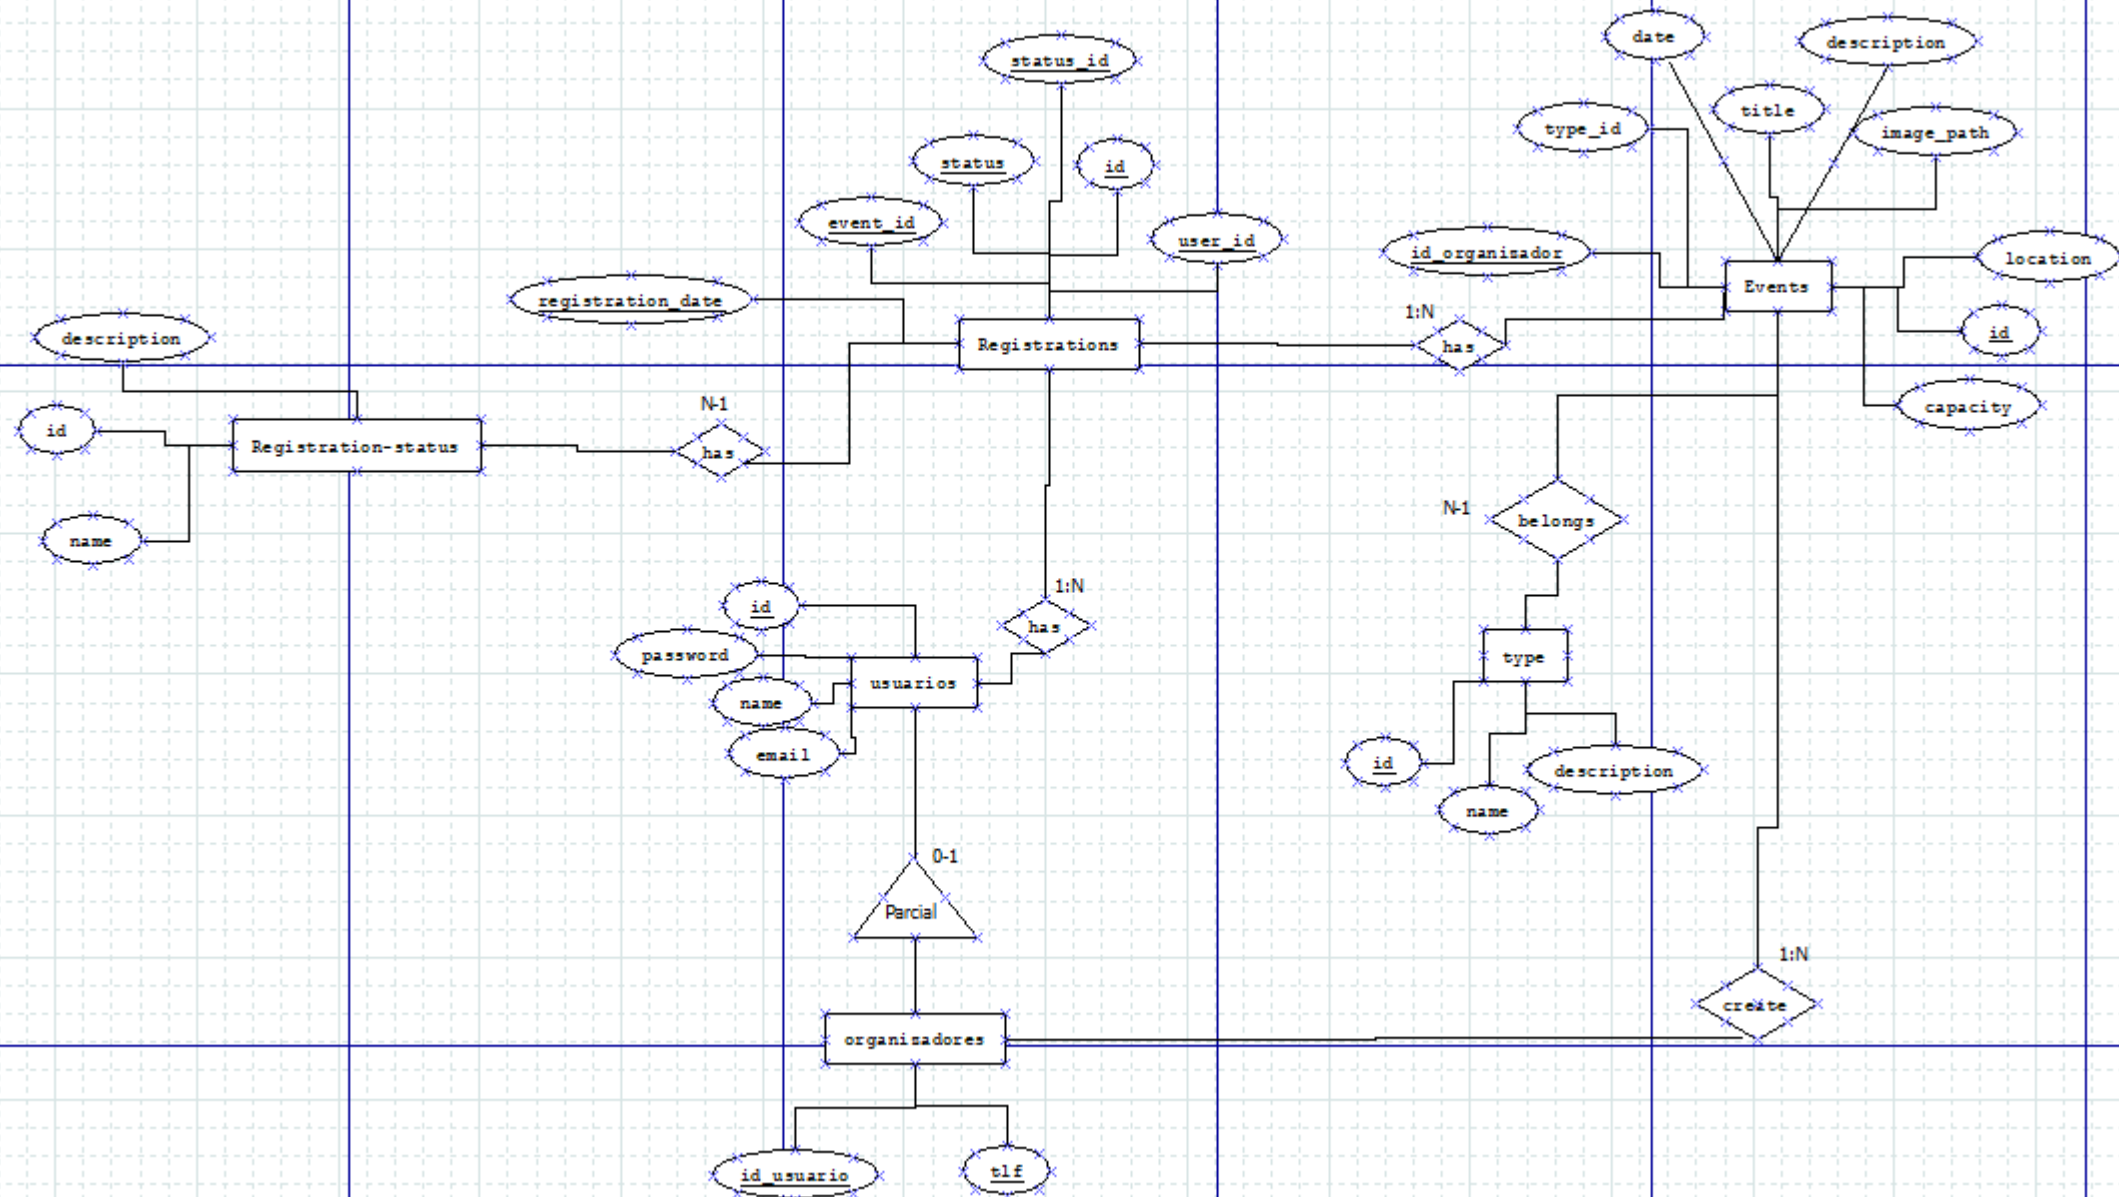 date
description
status_id
title
type_id
image_path
status
id
event_id
user_id
id_organisador
location
Events
registration_date
1:N
id
description
Registrations
has
N-1
capacity
id
Registration-status
has
N-1
belongs
name
1:N
id
has
password
type
usuarios
name
email
id
description
name
0-1
Parcial
1:N
create
organisadores
id_usuario
tlf